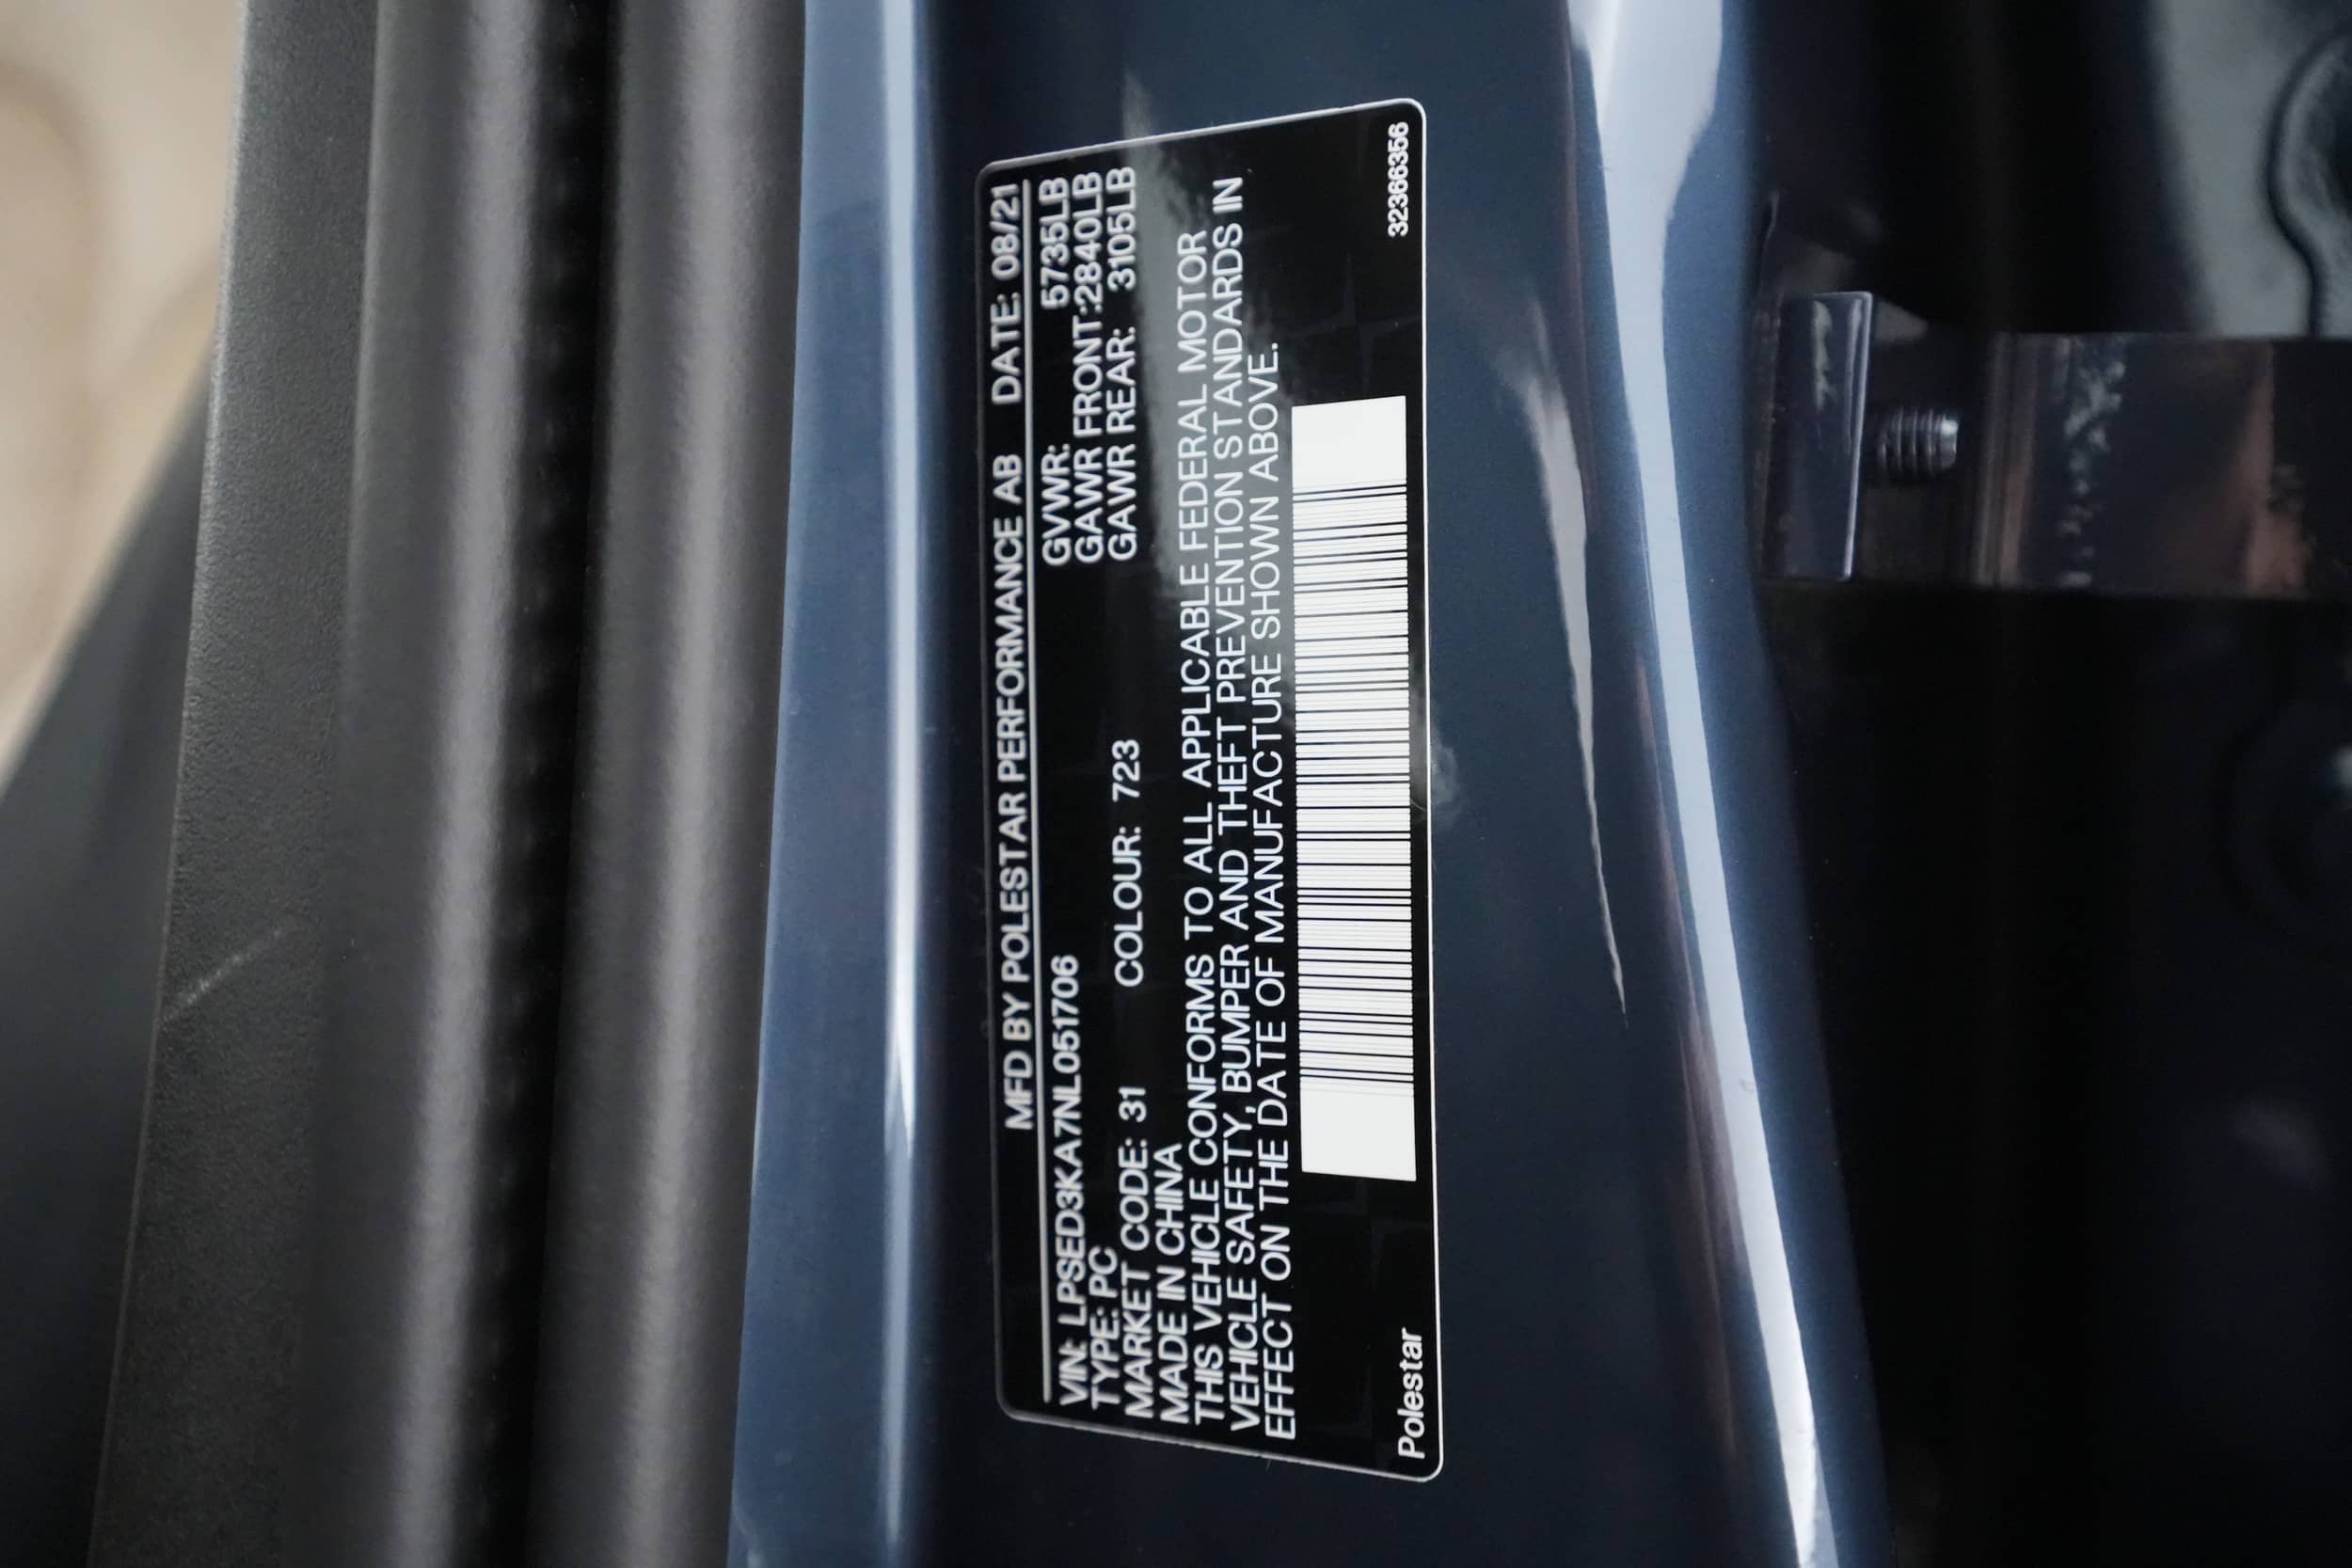 MFD BY POLESTAR PERFORMANCE AB DATE: 08/21
VIN: LPSED3KA7NL051706 GVWR: 5735LB
TYPE: PC GAWR FRONT:2840LB
MARKET CODE: 31 COLOUR: 723 GAWR REAR: 3105LB
MADE IN CHINA
THIS VEHICLE CONFORMS TO ALL APPLICABLE FEDERAL MOTOR
VEHICLE SAFETY, BUMPER AND THEFT PREVENTION STANDARDS IN
EFFECT ON THE DATE OF MANUFACTURE SHOWN ABOVE.
Polestar 32366356